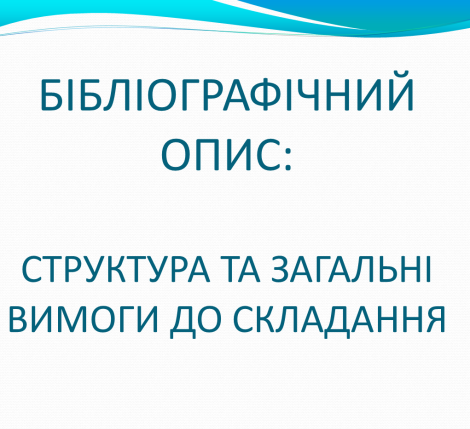 БІБЛІОГРАФІЧНИЙ
ОПИС:
СТРУКТУРА ТА ЗАГАЛЬНІ
ВИМОГИ ДО СКЛАДАННЯ